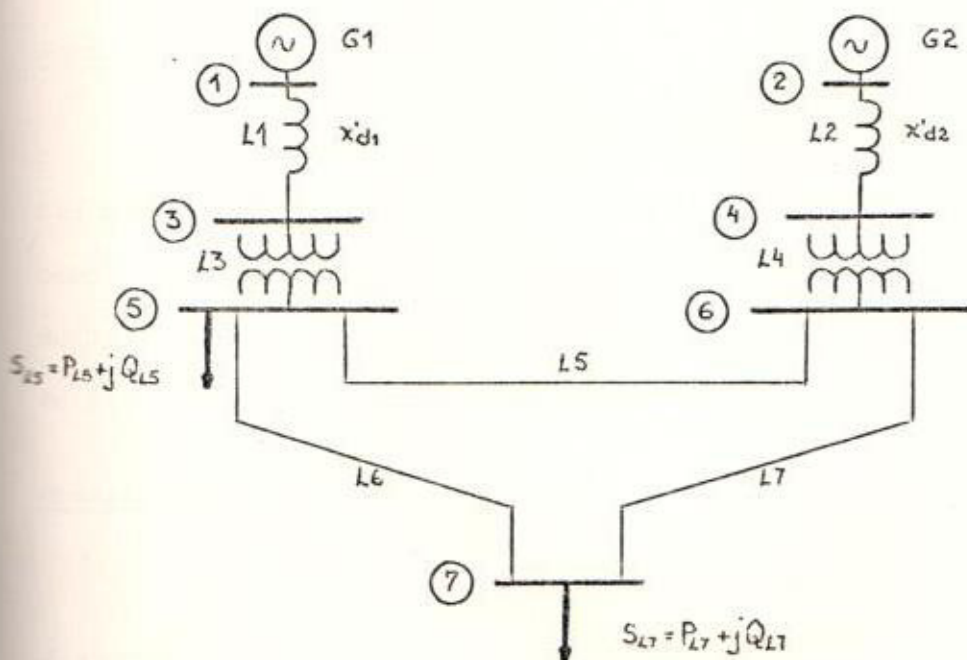 G1
G2
1
2
L1
x'd1
L2
x'd2
3
4
L3
L4
5
6
S_L5 = P_L5 + j Q_L5
L5
L6
L7
7
S_L7 = P_L7 + j Q_L7